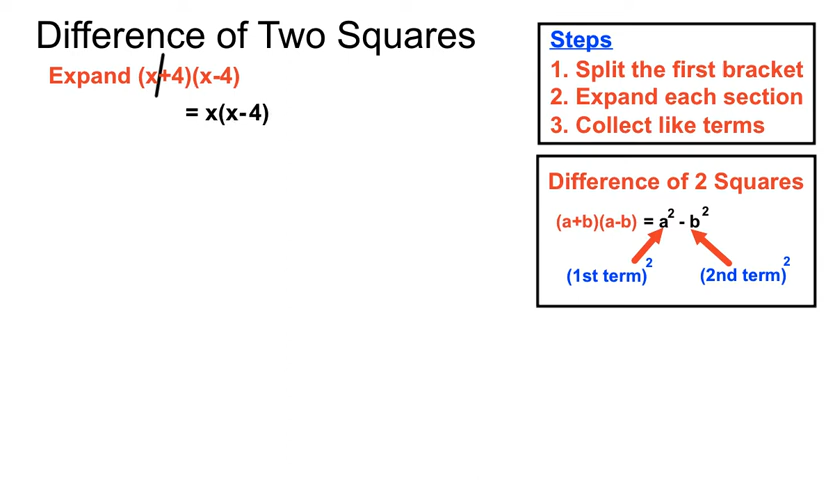 Difference of Two Squares
Expand (x+4)(x-4)
= x(x-4)
Steps
1. Split the first bracket
2. Expand each section
3. Collect like terms
Difference of 2 Squares
(a+b)(a-b) = a² - b²
(1st term)² (2nd term)²